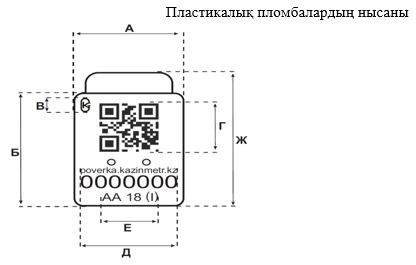 Пластикалық пломбалардың нысаны
А
В
Б
Г
Ж
poverka.kazinmetr.kz
0000000
АА 18 (I)
Е
Д